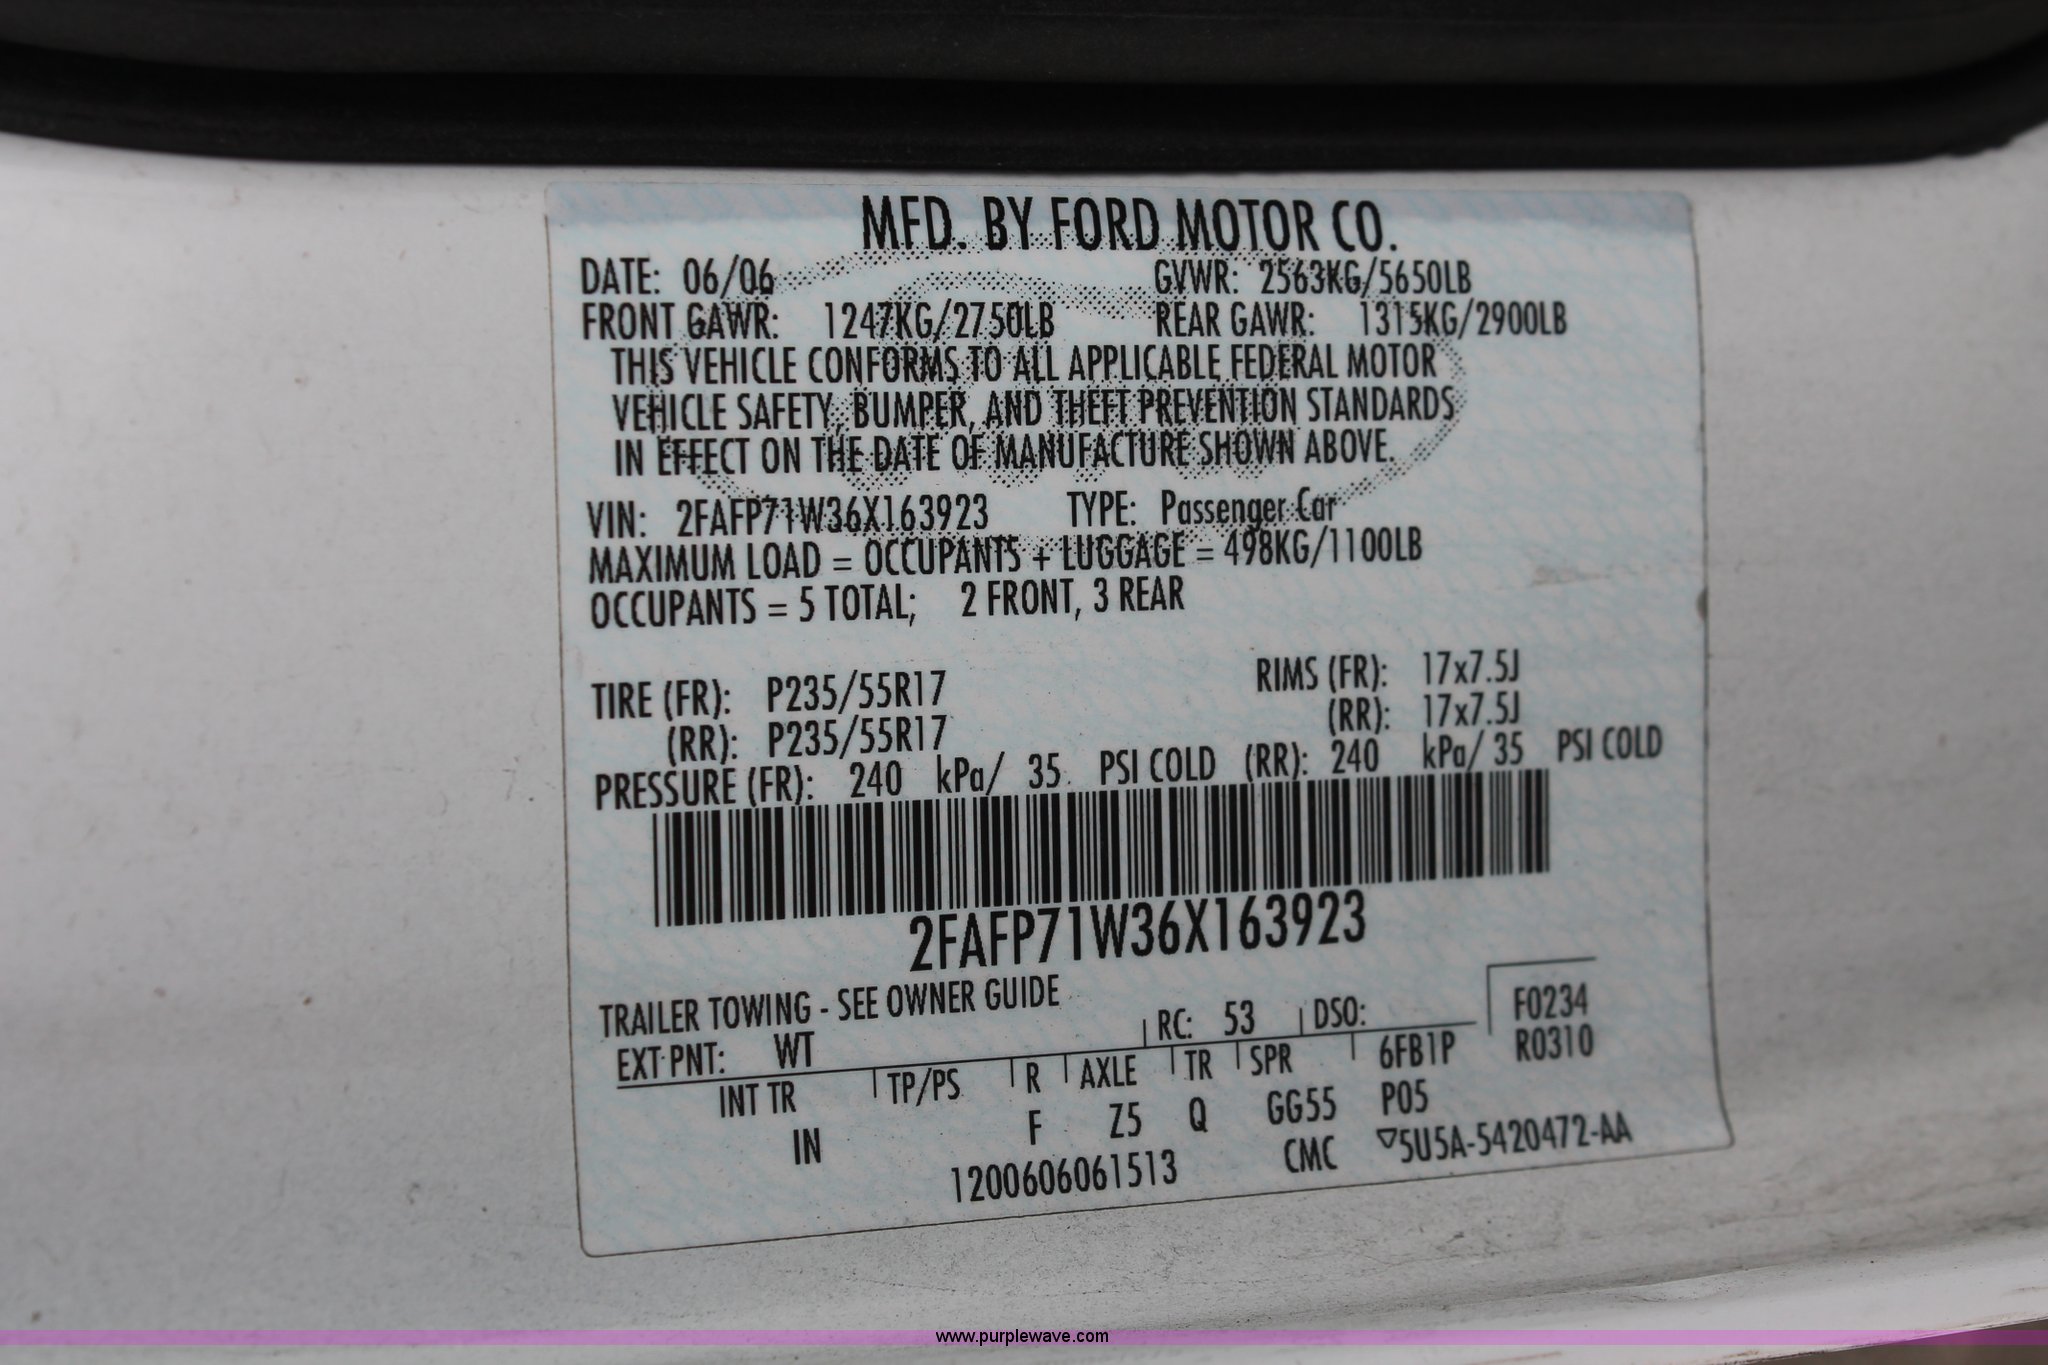 MFD. BY FORD MOTOR CO.
DATE: 06/06 GVWR: 2563KG/5650LB
FRONT GAWR: 1247KG/2750LB REAR GAWR: 1315KG/2900LB
THIS VEHICLE CONFORMS TO ALL APPLICABLE FEDERAL MOTOR
VEHICLE SAFETY, BUMPER, AND THEFT PREVENTION STANDARDS
IN EFFECT ON THE DATE OF MANUFACTURE SHOWN ABOVE.
VIN: 2FAFP71W36X163923 TYPE: Passenger Car
MAXIMUM LOAD = OCCUPANTS + LUGGAGE = 498KG/1100LB
OCCUPANTS = 5 TOTAL; 2 FRONT, 3 REAR
TIRE (FR): P235/55R17 RIMS (FR): 17x7.5J
(RR): P235/55R17 (RR): 17x7.5J
PRESSURE (FR): 240 kPa/ 35 PSI COLD (RR): 240 kPa/ 35 PSI COLD
2FAFP71W36X163923
TRAILER TOWING - SEE OWNER GUIDE
EXT PNT: WT RC: 53 DSO: F0234
INT TR TP/PS R AXLE TR SPR 6FB1P R0310
IN F Z5 Q GG55 P05
1200606061513 CMC ▽5U5A-5420472-AA
www.purplewave.com